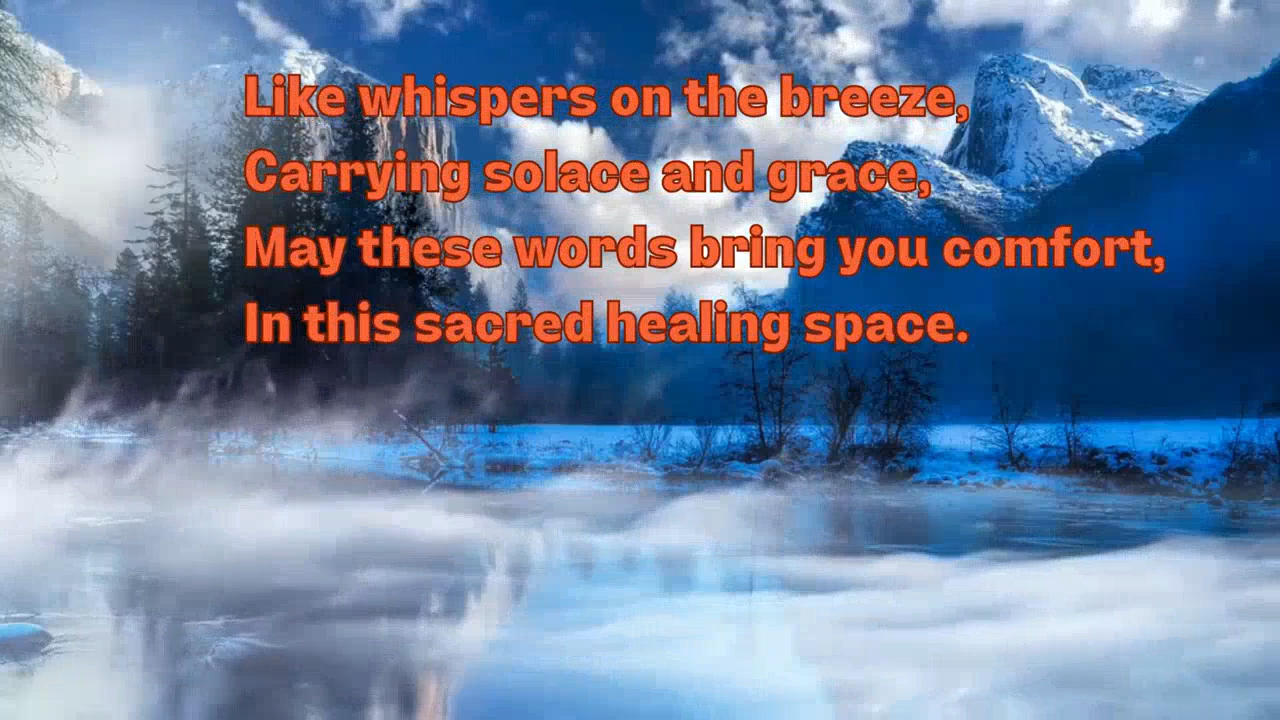 Like whispers on the breeze,
Carrying solace and grace,
May these words bring you comfort,
In this sacred healing space.